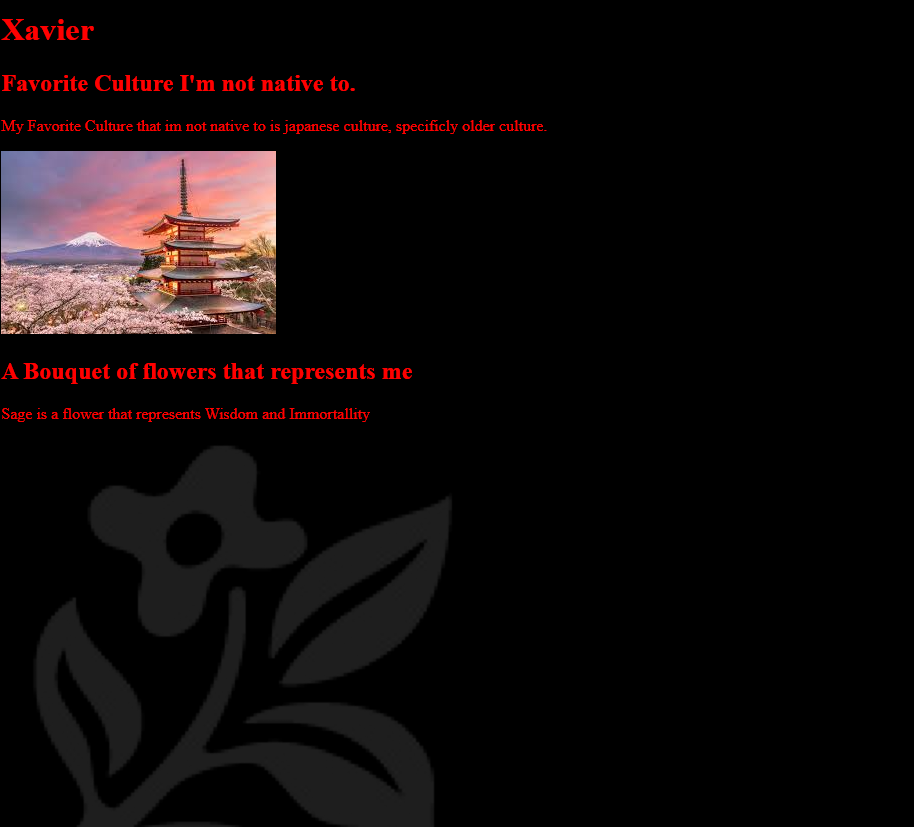 Xavier
Favorite Culture I'm not native to.
My Favorite Culture that im not native to is japanese culture, specificly older culture.
A Bouquet of flowers that represents me
Sage is a flower that represents Wisdom and Immortallity